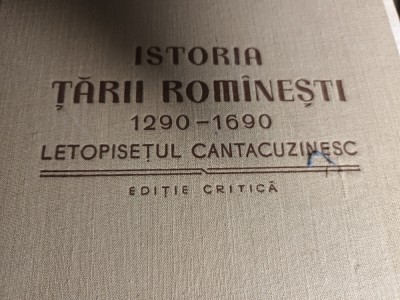 ISTORIA
ȚĂRII ROMÎNEȘTI
1290-1690
LETOPISEȚUL CANTACUZINESC
EDIȚIE CRITICĂ